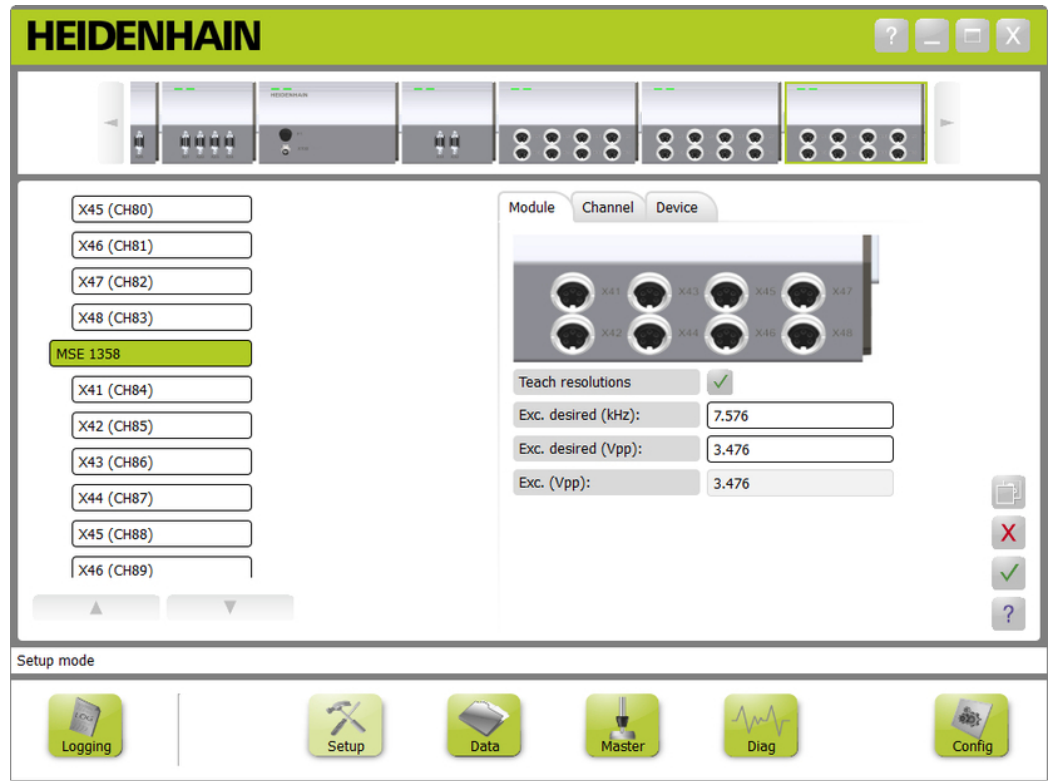 HEIDENHAIN
? _ X
HEIDENHAIN
X45 (CH80)
X46 (CH81)
X47 (CH82)
X48 (CH83)
MSE 1358
X41 (CH84)
X42 (CH85)
X43 (CH86)
X44 (CH87)
X45 (CH88)
X46 (CH89)
Module Channel Device
X41 X43 X45 X47
X42 X44 X46 X48
Teach resolutions
Exc. desired (kHz): 7.576
Exc. desired (Vpp): 3.476
Exc. (Vpp): 3.476
X
?
Setup mode
LOG
Logging
Setup
Data
Master
Diag
Config